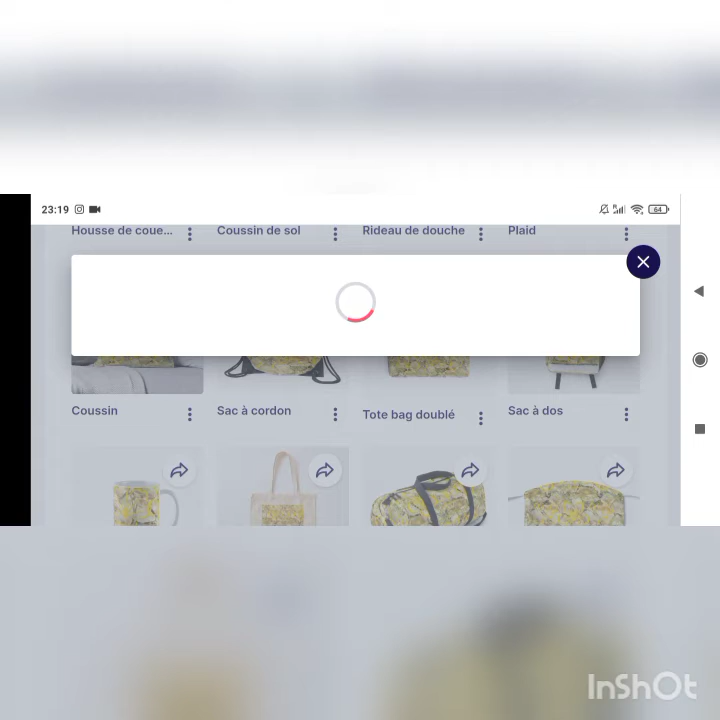 23:19
64
Housse de coue...
Coussin de sol
Rideau de douche
Plaid
Coussin
Sac à cordon
Tote bag doublé
Sac à dos
InShOt